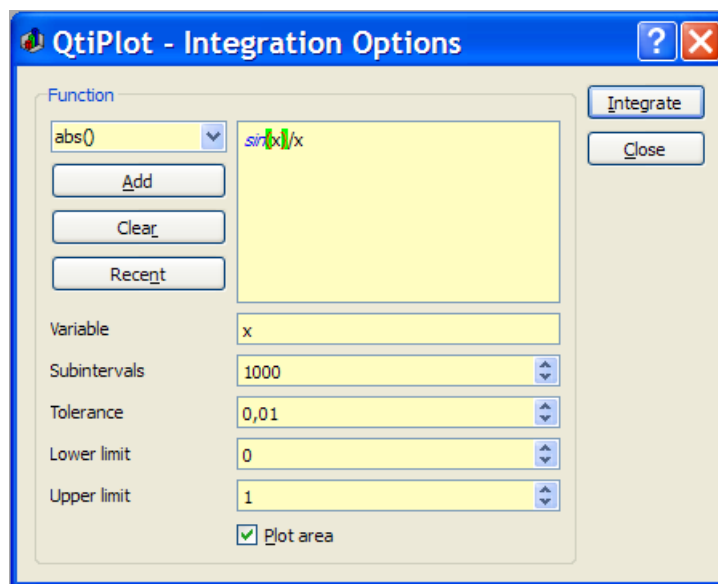 QtiPlot - Integration Options
Function
abs()
sin(x)/x
Integrate
Close
Add
Clear
Recent
Variable
x
Subintervals
1000
Tolerance
0,01
Lower limit
0
Upper limit
1
Plot area